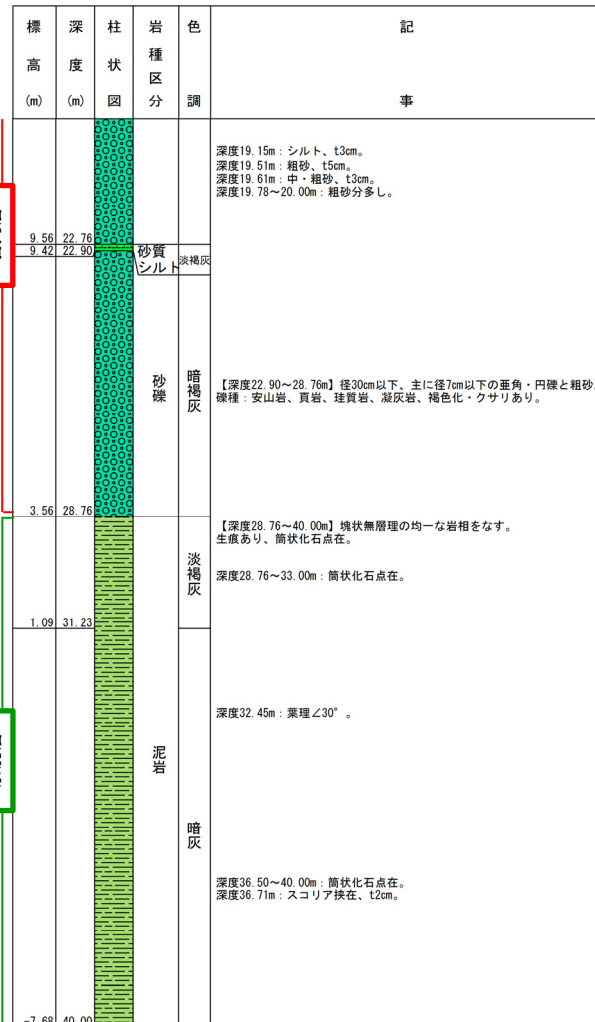 標高(m)
深度(m)
柱状図
岩種区分
色調
記事
深度19.15m：シルト、t3cm。
深度19.51m：粗砂、t5cm。
深度19.61m：中・粗砂、t3cm。
深度19.78～20.00m：粗砂分多し。
9.56 22.76
9.42 22.90
砂質
シルト
淡褐灰
砂礫
暗褐灰
【深度22.90～28.76m】径30cm以下、主に径7cm以下の亜角・円礫と粗砂
礫種：安山岩、頁岩、珪質岩、凝灰岩、褐色化・クサリあり。
3.56 28.76
【深度28.76～40.00m】塊状無層理の均一な岩相をなす。
生痕あり、筒状化石点在。
淡褐灰
深度28.76～33.00m：筒状化石点在。
1.09 31.23
深度32.45m：葉理∠30°。
泥岩
暗灰
深度36.50～40.00m：筒状化石点在。
深度36.71m：スコリア挟在、t2cm。
-7.68 40.00